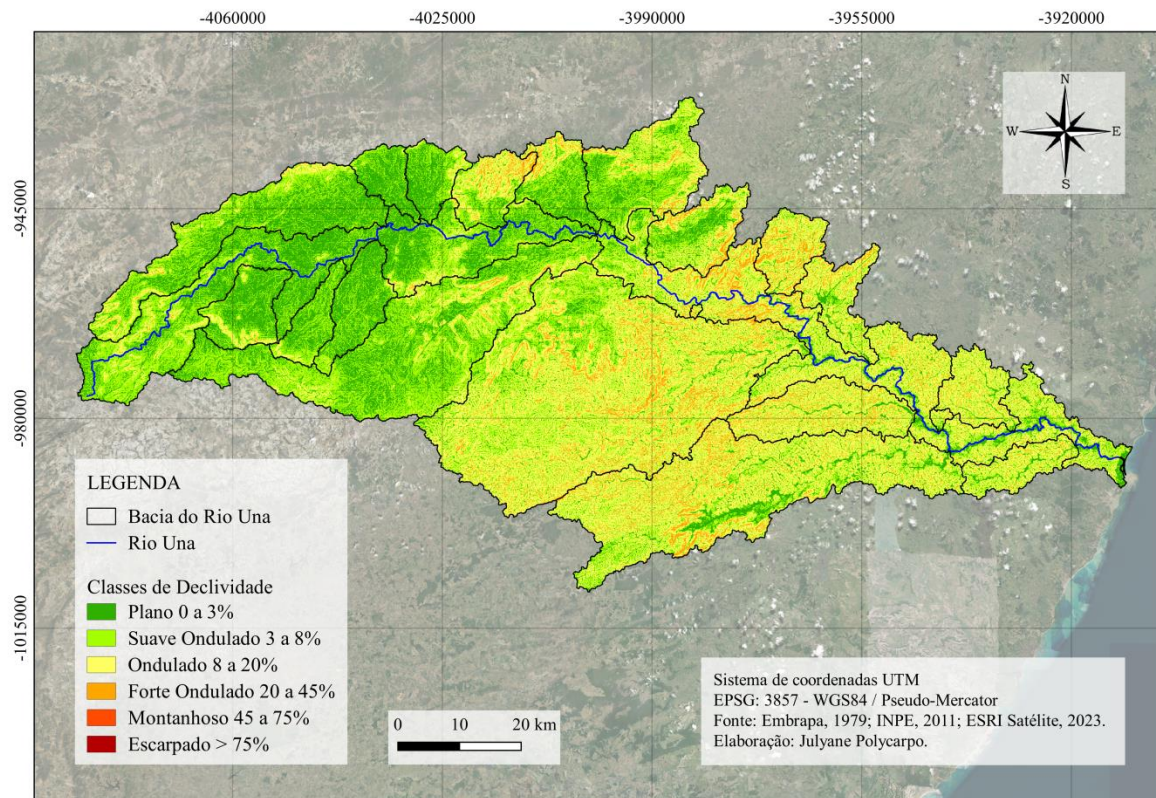 -4060000 -4025000 -3990000 -3955000 -3920000
N
W E
S
-945000
-980000
-1015000
LEGENDA
Bacia do Rio Una
Rio Una
Classes de Declividade
Plano 0 a 3%
Suave Ondulado 3 a 8%
Ondulado 8 a 20%
Forte Ondulado 20 a 45%
Montanhoso 45 a 75%
Escarpado > 75%
0 10 20 km
Sistema de coordenadas UTM
EPSG: 3857 - WGS84 / Pseudo-Mercator
Fonte: Embrapa, 1979; INPE, 2011; ESRI Satélite, 2023.
Elaboração: Julyane Polycarpo.